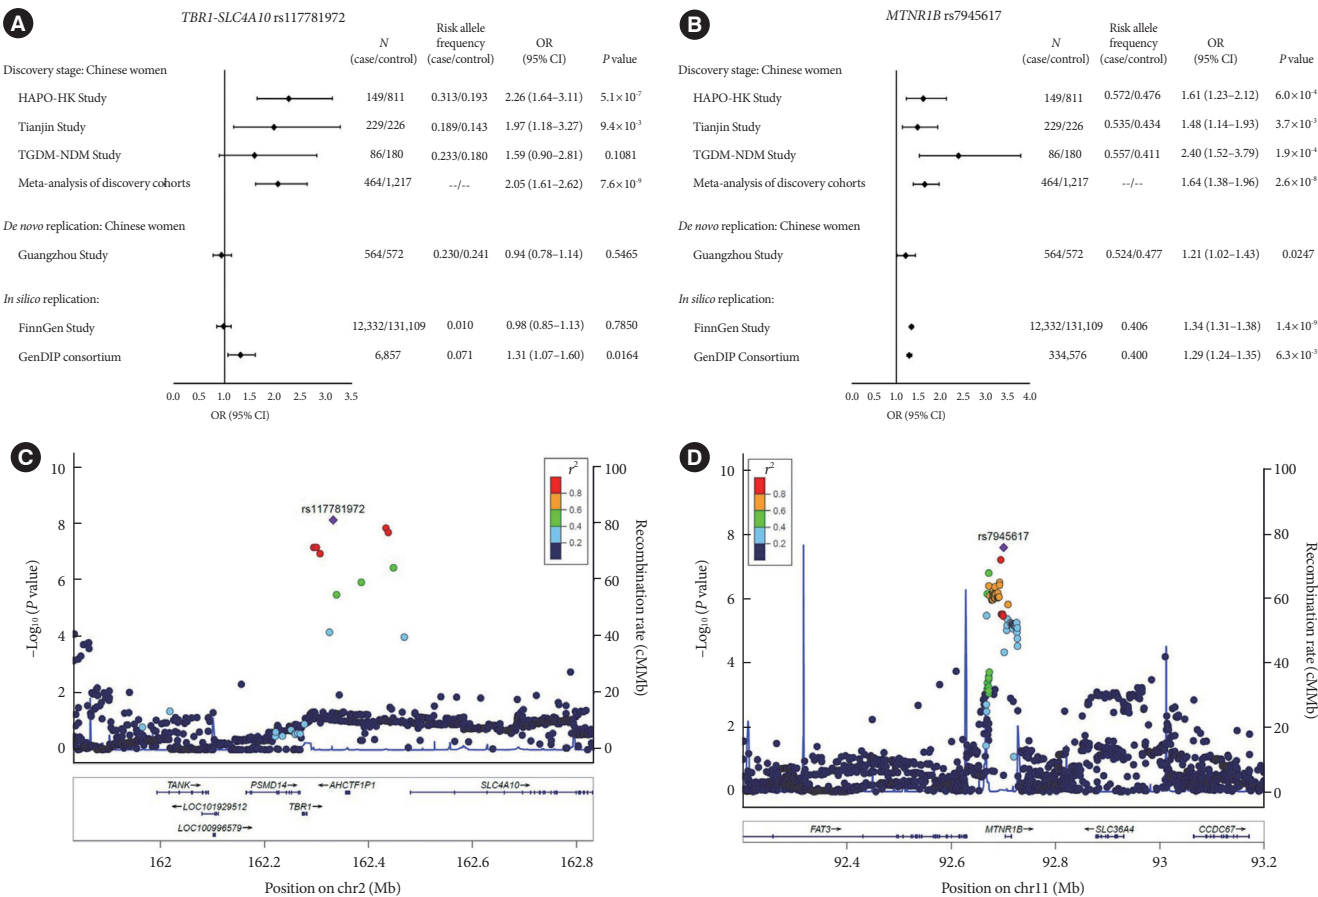 A
TBR1-SLC4A10 rs117781972
N (case/control) Risk allele frequency (case/control) OR (95% CI) P value
Discovery stage: Chinese women
HAPO-HK Study 149/811 0.313/0.193 2.26 (1.64–3.11) 5.1×10⁻⁷
Tianjin Study 229/226 0.189/0.143 1.97 (1.18–3.27) 9.4×10⁻³
TGDM-NDM Study 86/180 0.233/0.180 1.59 (0.90–2.81) 0.1081
Meta-analysis of discovery cohorts 464/1,217 --/-- 2.05 (1.61–2.62) 7.6×10⁻⁹
De novo replication: Chinese women
Guangzhou Study 564/572 0.230/0.241 0.94 (0.78–1.14) 0.5465
In silico replication:
FinnGen Study 12,332/131,109 0.010 0.98 (0.85–1.13) 0.7850
GenDIP consortium 6,857 0.071 1.31 (1.07–1.60) 0.0164
0.0 0.5 1.0 1.5 2.0 2.5 3.0 3.5
OR (95% CI)
B
MTNR1B rs7945617
N (case/control) Risk allele frequency (case/control) OR (95% CI) P value
Discovery stage: Chinese women
HAPO-HK Study 149/811 0.572/0.476 1.61 (1.23–2.12) 6.0×10⁻⁴
Tianjin Study 229/226 0.535/0.434 1.48 (1.14–1.93) 3.7×10⁻³
TGDM-NDM Study 86/180 0.557/0.411 2.40 (1.52–3.79) 1.9×10⁻⁴
Meta-analysis of discovery cohorts 464/1,217 --/-- 1.64 (1.38–1.96) 2.6×10⁻⁸
De novo replication: Chinese women
Guangzhou Study 564/572 0.524/0.477 1.21 (1.02–1.43) 0.0247
In silico replication:
FinnGen Study 12,332/131,109 0.406 1.34 (1.31–1.38) 1.4×10⁻⁹
GenDIP Consortium 334,576 0.400 1.29 (1.24–1.35) 6.3×10⁻³
0.0 0.5 1.0 1.5 2.0 2.5 3.0 3.5 4.0
OR (95% CI)
C
−Log₁₀ (P value)
10
8
6
4
2
0
rs117781972
r²
0.8
0.6
0.4
0.2
100
80
60
40
20
0
Recombination rate (cMMb)
TANK→ PSMD14→ ←AHCTF1P1 SLC4A10→
←LOC101929512 TBR1→
LOC100996579→
162 162.2 162.4 162.6 162.8
Position on chr2 (Mb)
D
−Log₁₀ (P value)
10
8
6
4
2
0
r²
0.8
0.6
0.4
0.2
rs7945617
100
80
60
40
20
0
Recombination rate (cMMb)
FAT3→ MTNR1B→ ←SLC36A4 CCDC67→
92.4 92.6 92.8 93 93.2
Position on chr11 (Mb)